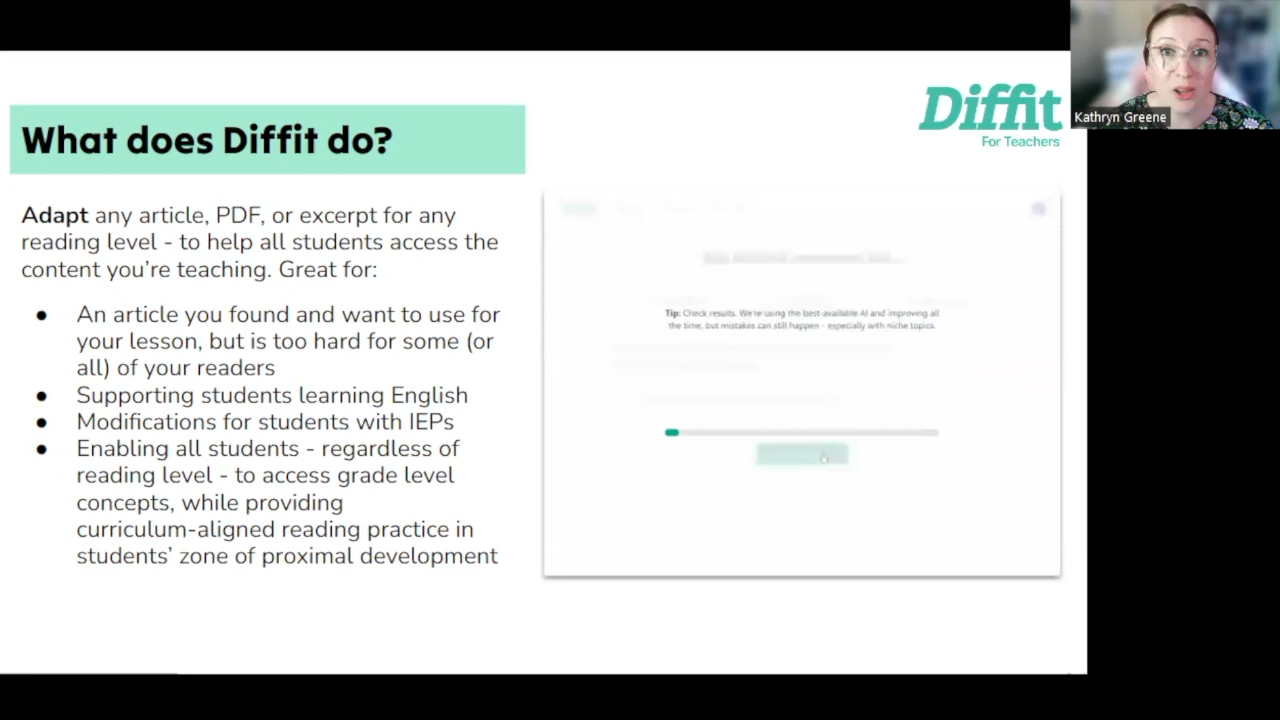 What does Diffit do?
Diffit
For Teachers
Kathryn Greene
Adapt any article, PDF, or excerpt for any
reading level - to help all students access the
content you're teaching. Great for:
● An article you found and want to use for
your lesson, but is too hard for some (or
all) of your readers
● Supporting students learning English
● Modifications for students with IEPs
● Enabling all students - regardless of
reading level - to access grade level
concepts, while providing
curriculum-aligned reading practice in
students' zone of proximal development
Tip: Check results. We're using the best-available AI and improving all
the time, but mistakes can still happen - especially with niche topics.